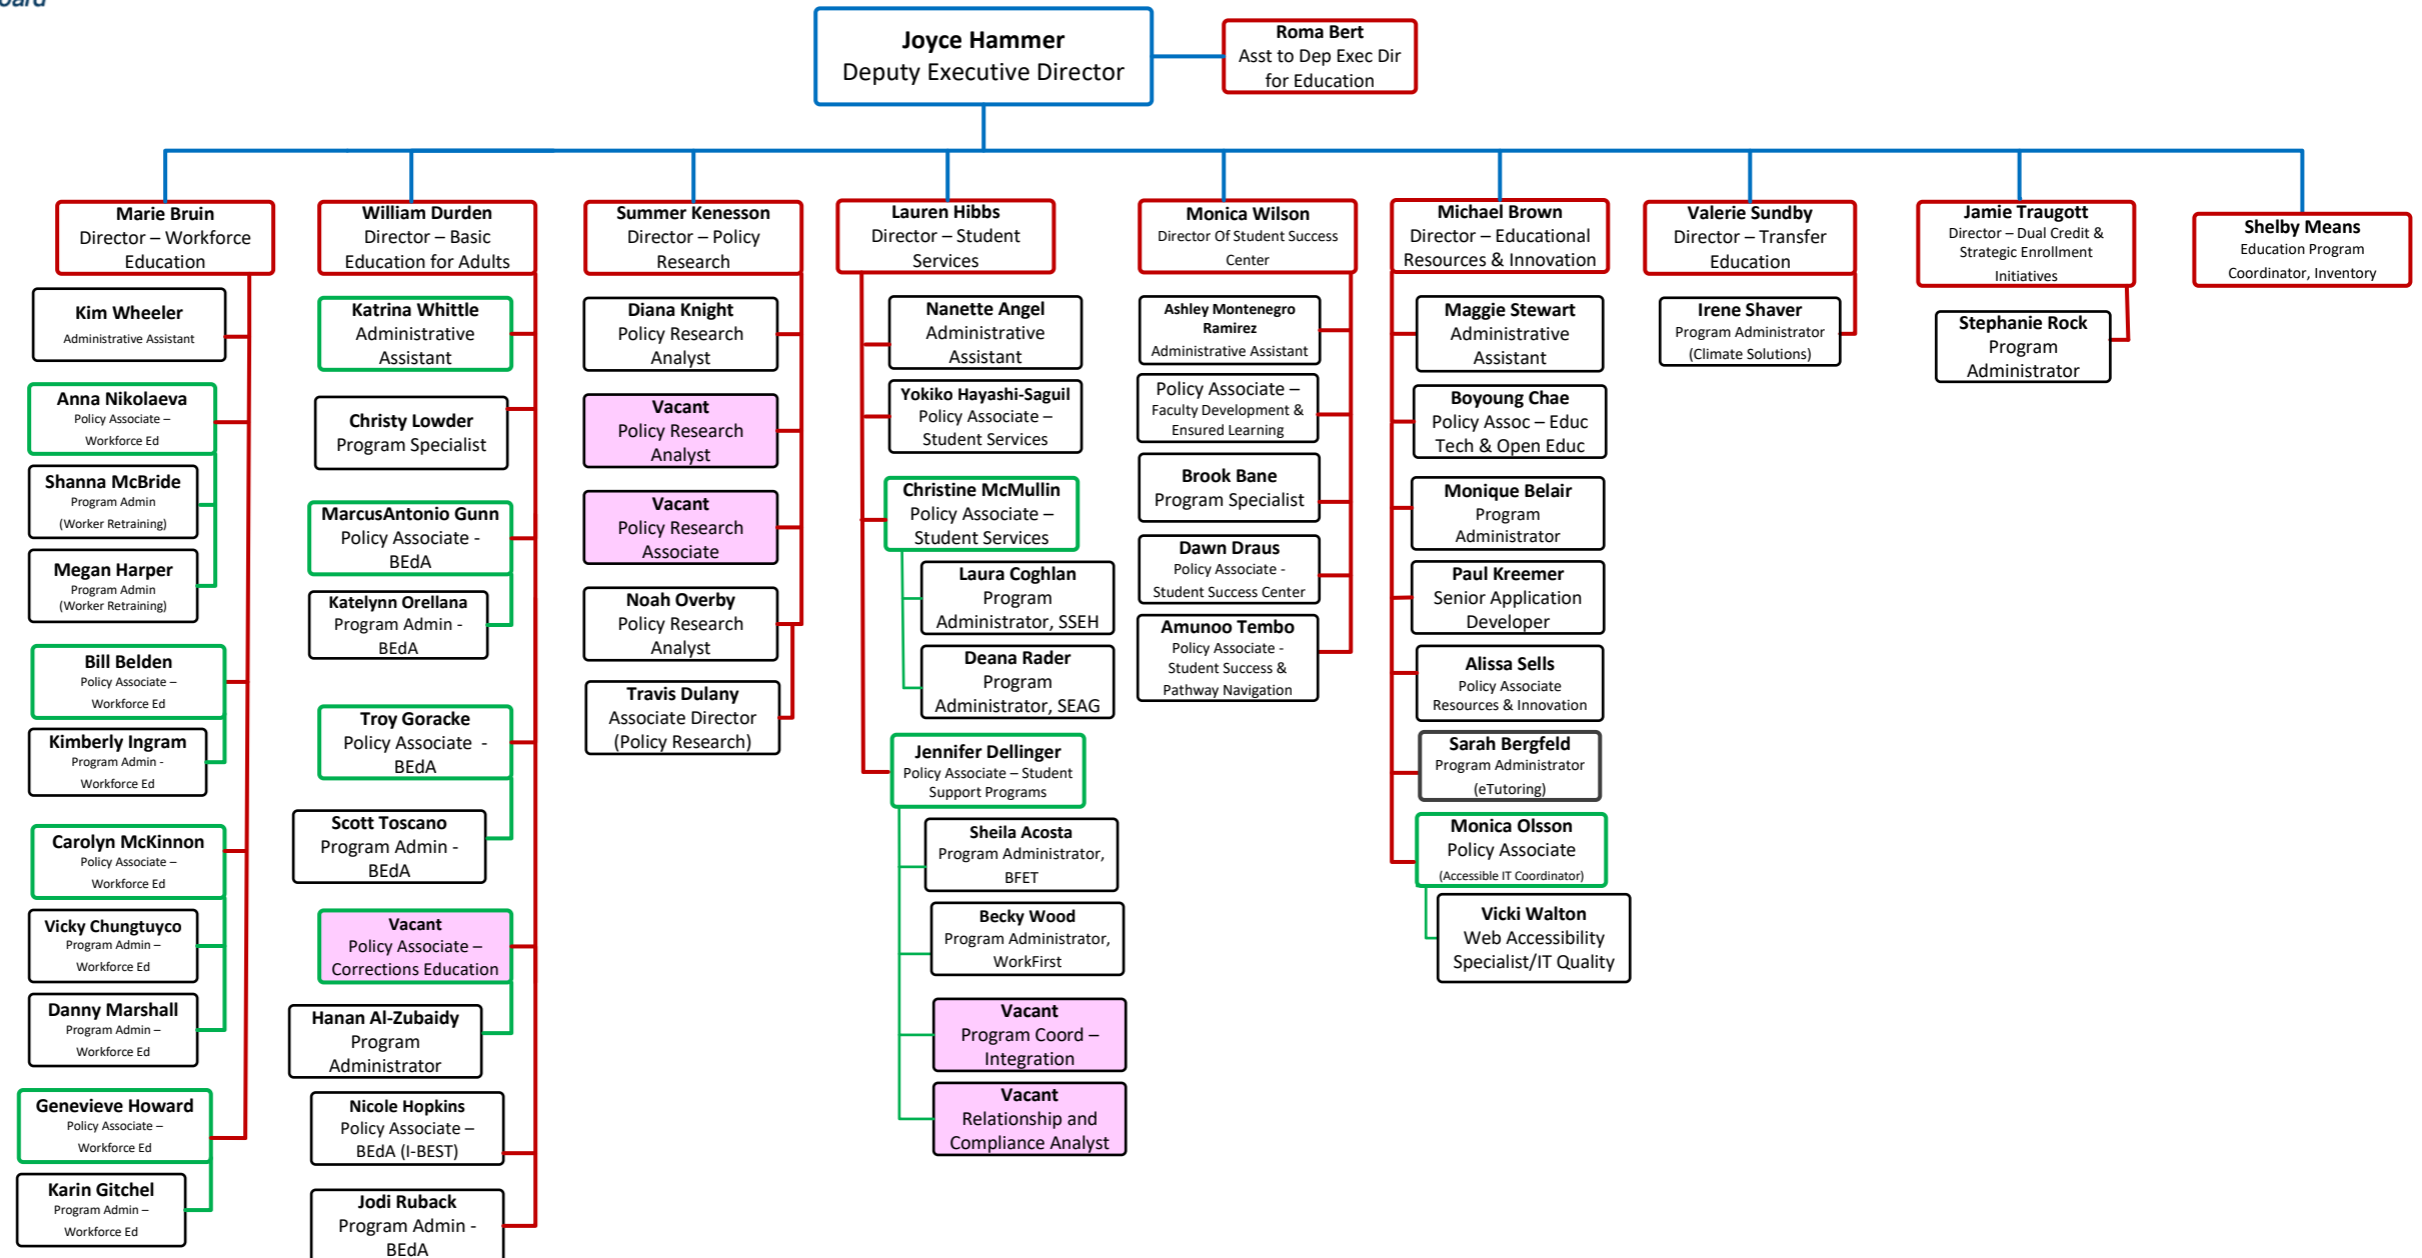 Joyce Hammer
Deputy Executive Director
Roma Bert
Asst to Dep Exec Dir
for Education
Marie Bruin
Director – Workforce
Education
Kim Wheeler
Administrative Assistant
Anna Nikolaeva
Policy Associate –
Workforce Ed
Shanna McBride
Program Admin
(Worker Retraining)
Megan Harper
Program Admin
(Worker Retraining)
Bill Belden
Policy Associate –
Workforce Ed
Kimberly Ingram
Program Admin -
Workforce Ed
Carolyn McKinnon
Policy Associate –
Workforce Ed
Vicky Chungtuyco
Program Admin –
Workforce Ed
Danny Marshall
Program Admin –
Workforce Ed
Genevieve Howard
Policy Associate –
Workforce Ed
Karin Gitchel
Program Admin –
Workforce Ed
William Durden
Director – Basic
Education for Adults
Katrina Whittle
Administrative
Assistant
Christy Lowder
Program Specialist
MarcusAntonio Gunn
Policy Associate -
BEdA
Katelynn Orellana
Program Admin -
BEdA
Troy Goracke
Policy Associate -
BEdA
Scott Toscano
Program Admin -
BEdA
Vacant
Policy Associate –
Corrections Education
Hanan Al-Zubaidy
Program
Administrator
Nicole Hopkins
Policy Associate –
BEdA (I-BEST)
Jodi Ruback
Program Admin -
BEdA
Summer Kenesson
Director – Policy
Research
Diana Knight
Policy Research
Analyst
Vacant
Policy Research
Analyst
Vacant
Policy Research
Associate
Noah Overby
Policy Research
Analyst
Travis Dulany
Associate Director
(Policy Research)
Lauren Hibbs
Director – Student
Services
Nanette Angel
Administrative
Assistant
Yokiko Hayashi-Saguil
Policy Associate –
Student Services
Christine McMullin
Policy Associate –
Student Services
Laura Coghlan
Program
Administrator, SSEH
Deana Rader
Program
Administrator, SEAG
Jennifer Dellinger
Policy Associate – Student
Support Programs
Sheila Acosta
Program Administrator,
BFET
Becky Wood
Program Administrator,
WorkFirst
Vacant
Program Coord –
Integration
Vacant
Relationship and
Compliance Analyst
Monica Wilson
Director Of Student Success
Center
Ashley Montenegro
Ramirez
Administrative Assistant
Policy Associate –
Faculty Development &
Ensured Learning
Brook Bane
Program Specialist
Dawn Draus
Policy Associate -
Student Success Center
Amunoo Tembo
Policy Associate -
Student Success &
Pathway Navigation
Michael Brown
Director – Educational
Resources & Innovation
Maggie Stewart
Administrative
Assistant
Boyoung Chae
Policy Assoc – Educ
Tech & Open Educ
Monique Belair
Program
Administrator
Paul Kreemer
Senior Application
Developer
Alissa Sells
Policy Associate
Resources & Innovation
Sarah Bergfeld
Program Administrator
(eTutoring)
Monica Olsson
Policy Associate
(Accessible IT Coordinator)
Vicki Walton
Web Accessibility
Specialist/IT Quality
Valerie Sundby
Director – Transfer
Education
Irene Shaver
Program Administrator
(Climate Solutions)
Jamie Traugott
Director – Dual Credit &
Strategic Enrollment
Initiatives
Stephanie Rock
Program
Administrator
Shelby Means
Education Program
Coordinator, Inventory